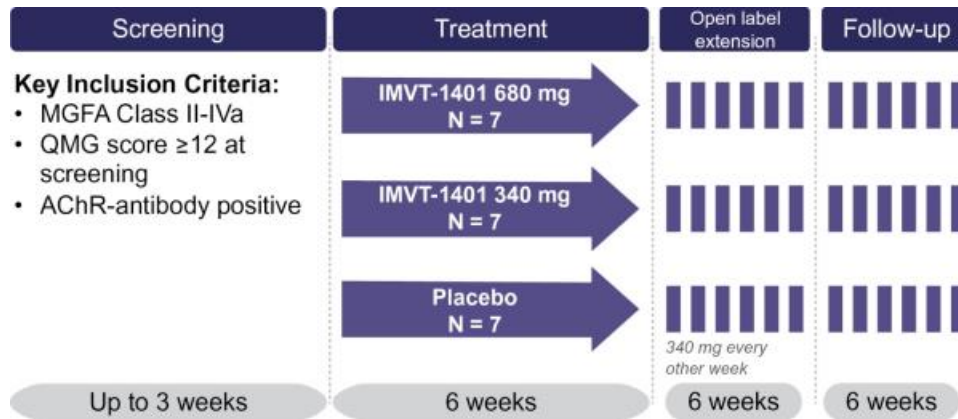 Screening
Treatment
Open label
extension
Follow-up
Key Inclusion Criteria:
• MGFA Class II-IVa
• QMG score ≥12 at
screening
• AChR-antibody positive
IMVT-1401 680 mg
N = 7
IMVT-1401 340 mg
N = 7
Placebo
N = 7
340 mg every
other week
Up to 3 weeks
6 weeks
6 weeks
6 weeks